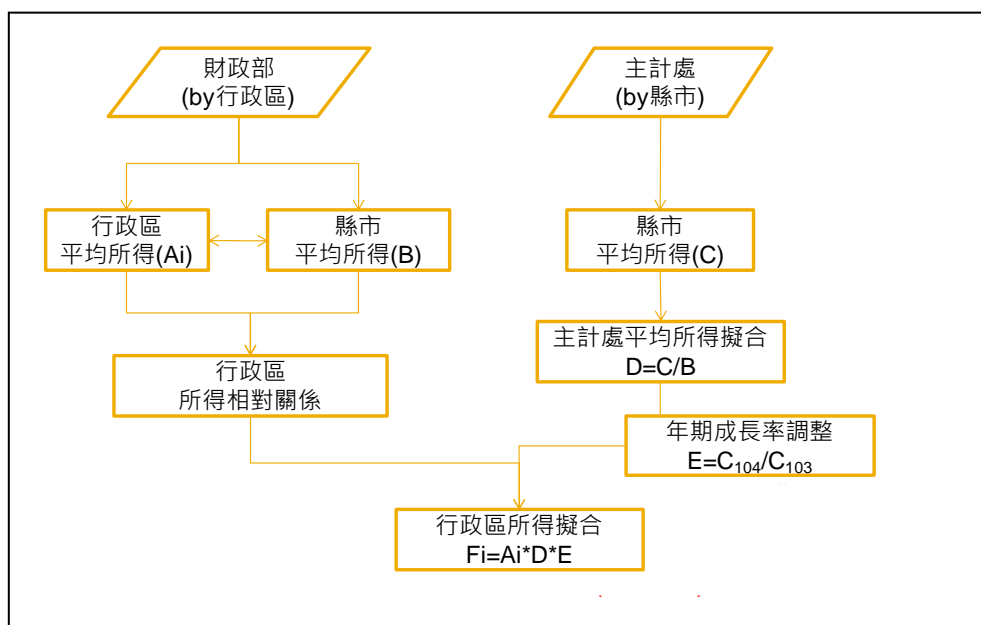 財政部
(by行政區)
主計處
(by縣市)
行政區
平均所得(Ai)
縣市
平均所得(B)
縣市
平均所得(C)
主計處平均所得擬合
D=C/B
行政區
所得相對關係
年期成長率調整
E=C₁₀₄/C₁₀₃
行政區所得擬合
Fi=Ai*D*E